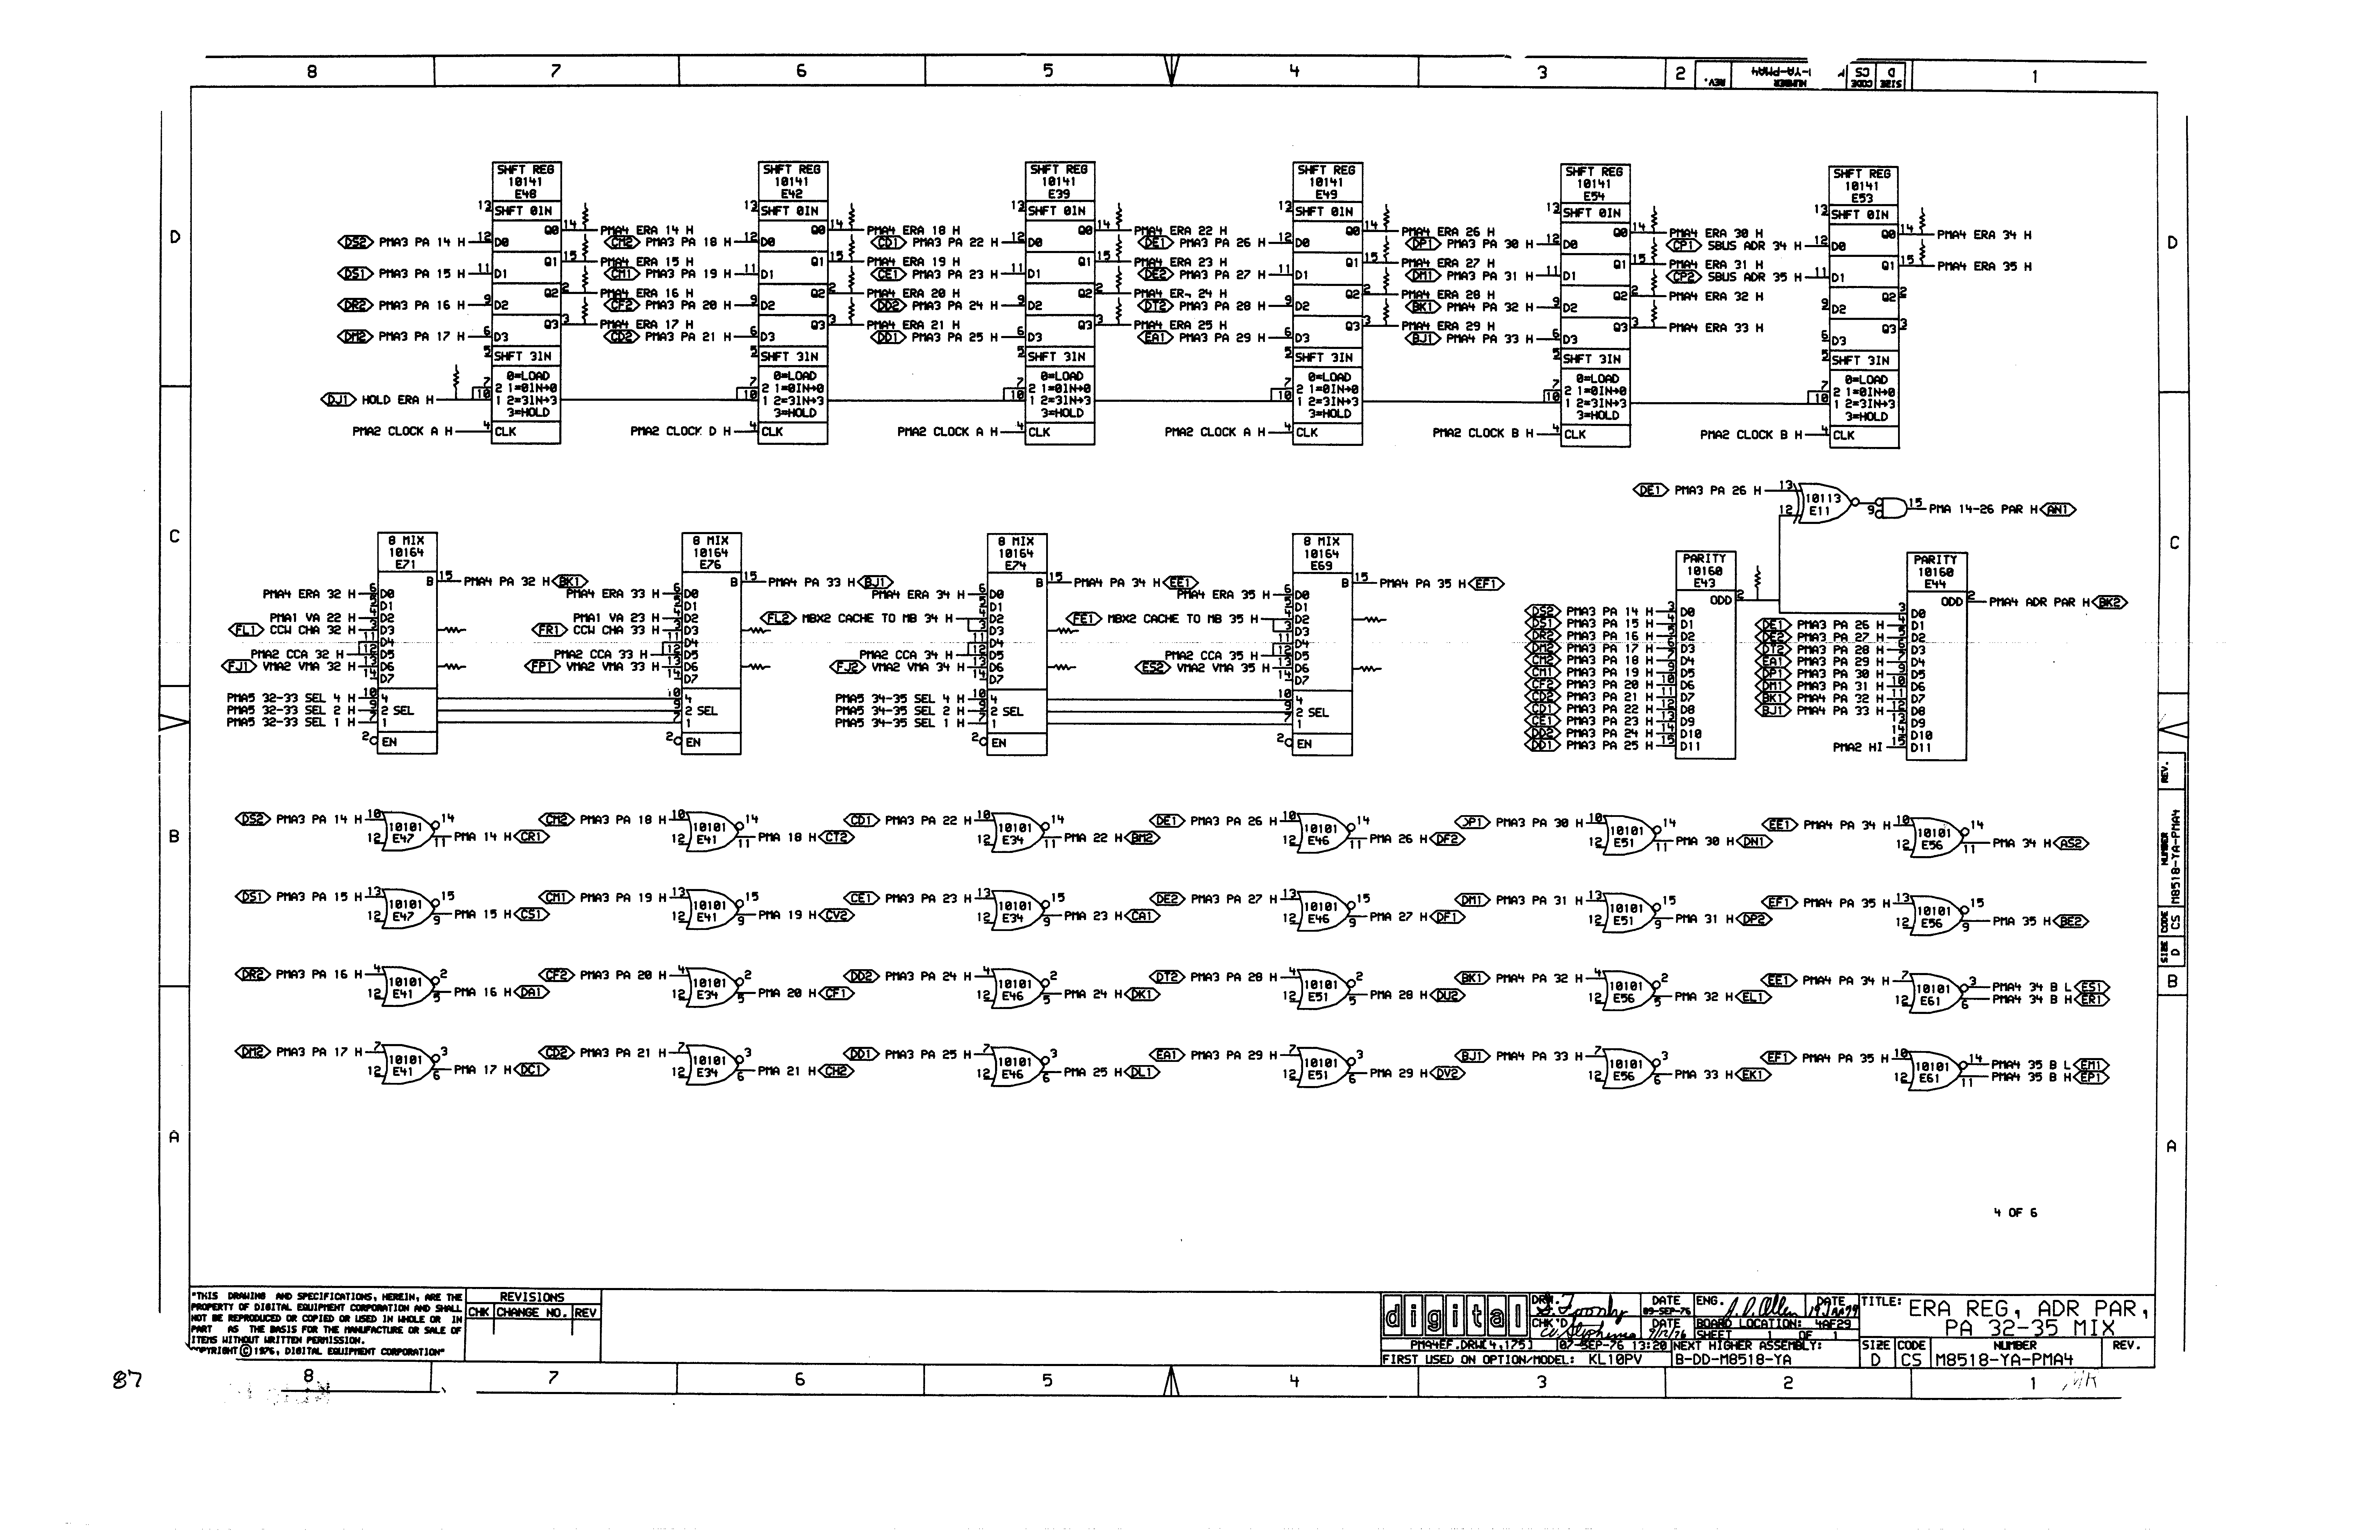 8 7 6 5 4 3 2 1
REV.
NUMBER
SIZE CODE
D CS
SHFT REG 10141 E48
SHFT REG 10141 E42
SHFT REG 10141 E39
SHFT REG 10141 E49
SHFT REG 10141 E54
SHFT REG 10141 E53
13 SHFT 0IN
DS2 PMA3 PA 14 H 12 D0 Q0 14 PMA4 ERA 14 H
DS1 PMA3 PA 15 H 11 D1 Q1 15 PMA4 ERA 15 H
DR2 PMA3 PA 16 H 9 D2 Q2 2 PMA4 ERA 16 H
DM2 PMA3 PA 17 H 6 D3 Q3 3 PMA4 ERA 17 H
5 SHFT 3IN
0=LOAD
7 2 1=0IN→0
DJ1 HOLD ERA H 10 1 2=3IN→3
3=HOLD
PMA2 CLOCK A H 4 CLK
13 SHFT 0IN
CH2 PMA3 PA 18 H 12 D0 Q0 14 PMA4 ERA 18 H
CM1 PMA3 PA 19 H 11 D1 Q1 15 PMA4 ERA 19 H
CF2 PMA3 PA 20 H 9 D2 Q2 2 PMA4 ERA 20 H
CD2 PMA3 PA 21 H 6 D3 Q3 3 PMA4 ERA 21 H
5 SHFT 3IN
0=LOAD
7 2 1=0IN→0
10 1 2=3IN→3
3=HOLD
PMA2 CLOCK D H 4 CLK
13 SHFT 0IN
CD1 PMA3 PA 22 H 12 D0 Q0 14 PMA4 ERA 22 H
CE1 PMA3 PA 23 H 11 D1 Q1 15 PMA4 ERA 23 H
DD2 PMA3 PA 24 H 9 D2 Q2 2 PMA4 24 H
DD1 PMA3 PA 25 H 6 D3 Q3 3 PMA4 ERA 25 H
5 SHFT 3IN
0=LOAD
7 2 1=0IN→0
10 1 2=3IN→3
3=HOLD
PMA2 CLOCK A H 4 CLK
13 SHFT 0IN
DE1 PMA3 PA 26 H 12 D0 Q0 14 PMA4 ERA 26 H
DE2 PMA3 PA 27 H 11 D1 Q1 15 PMA4 ERA 27 H
DT2 PMA3 PA 28 H 9 D2 Q2 2 PMA4 ERA 28 H
EA1 PMA3 PA 29 H 6 D3 Q3 3 PMA4 ERA 29 H
5 SHFT 3IN
0=LOAD
7 2 1=0IN→0
10 1 2=3IN→3
3=HOLD
PMA2 CLOCK A H 4 CLK
13 SHFT 0IN
DP1 PMA3 PA 30 H 12 D0 Q0 14 PMA4 ERA 30 H
DM1 PMA3 PA 31 H 11 D1 Q1 15 PMA4 ERA 31 H
BK1 PMA4 PA 32 H 9 D2 Q2 2 PMA4 ERA 32 H
BJ1 PMA4 PA 33 H 6 D3 Q3 3 PMA4 ERA 33 H
5 SHFT 3IN
0=LOAD
7 2 1=0IN→0
10 1 2=3IN→3
3=HOLD
PMA2 CLOCK B H 4 CLK
13 SHFT 0IN
CP1 SBUS ADR 34 H 12 D0 Q0 14 PMA4 ERA 34 H
CP2 SBUS ADR 35 H 11 D1 Q1 15 PMA4 ERA 35 H
9 D2 Q2 2
6 D3 Q3 3
5 SHFT 3IN
0=LOAD
7 2 1=0IN→0
10 1 2=3IN→3
3=HOLD
PMA2 CLOCK B H 4 CLK
DE1 PMA3 PA 26 H 13 10113 E11 12 9 15 PMA 14-26 PAR H AN1
8 MIX 10164 E71
B 15 PMA4 PA 32 H BK1
PMA4 ERA 32 H D0
D1
PMA1 VA 22 H D2
FL1 CCW CHA 32 H D3
D4
PMA2 CCA 32 H D5
FJ1 VMA2 VMA 32 H D6
D7
PMA5 32-33 SEL 4 H 10 4
PMA5 32-33 SEL 2 H 9 2 SEL
PMA5 32-33 SEL 1 H 7 1
2 EN
8 MIX 10164 E76
B 15 PMA4 PA 33 H BJ1
PMA4 ERA 33 H D0
D1
PMA1 VA 23 H D2
FR1 CCW CHA 33 H D3
D4
PMA2 CCA 33 H D5
FP1 VMA2 VMA 33 H D6
D7
10 4
9 2 SEL
7 1
2 EN
8 MIX 10164 E74
B 15 PMA4 PA 34 H EE1
PMA4 ERA 34 H D0
D1
FL2 MBX2 CACHE TO MB 34 H D2
D3
D4
PMA2 CCA 34 H D5
FJ2 VMA2 VMA 34 H D6
D7
PMA5 34-35 SEL 4 H 10 4
PMA5 34-35 SEL 2 H 9 2 SEL
PMA5 34-35 SEL 1 H 7 1
2 EN
8 MIX 10164 E69
B 15 PMA4 PA 35 H EF1
PMA4 ERA 35 H D0
D1
FE1 MBX2 CACHE TO MB 35 H D2
D3
D4
PMA2 CCA 35 H D5
ES2 VMA2 VMA 35 H D6
D7
10 4
9 2 SEL
7 1
2 EN
PARITY 10160 E43
ODD 2
DS2 PMA3 PA 14 H 3 D0
DS1 PMA3 PA 15 H 4 D1
DR2 PMA3 PA 16 H 5 D2
DM2 PMA3 PA 17 H 6 D3
CH2 PMA3 PA 18 H 7 D4
CM1 PMA3 PA 19 H 9 D5
CF2 PMA3 PA 20 H 10 D6
CD2 PMA3 PA 21 H 11 D7
CD1 PMA3 PA 22 H 12 D8
CE1 PMA3 PA 23 H 13 D9
DD2 PMA3 PA 24 H 14 D10
DD1 PMA3 PA 25 H 15 D11
PARITY 10160 E44
ODD 2 PMA4 ADR PAR H BK2
3 D0
DE1 PMA3 PA 26 H 4 D1
DE2 PMA3 PA 27 H 5 D2
DT2 PMA3 PA 28 H 6 D3
EA1 PMA3 PA 29 H 7 D4
DP1 PMA3 PA 30 H 9 D5
DM1 PMA3 PA 31 H 10 D6
BK1 PMA4 PA 32 H 11 D7
BJ1 PMA4 PA 33 H 12 D8
13 D9
14 D10
PMA2 HI 15 D11
DS2 PMA3 PA 14 H 10 12 10101 E47 14 11 PMA 14 H CR1
CH2 PMA3 PA 18 H 10 12 10101 E41 14 11 PMA 18 H CT2
CD1 PMA3 PA 22 H 10 12 10101 E34 14 11 PMA 22 H BM2
DE1 PMA3 PA 26 H 10 12 10101 E46 14 11 PMA 26 H DF2
PMA3 PA 30 H 10 12 10101 E51 14 11 PMA 30 H DN1
EE1 PMA4 PA 34 H 10 12 10101 E56 14 11 PMA 34 H AS2
DS1 PMA3 PA 15 H 13 12 10101 E47 15 9 PMA 15 H CS1
CM1 PMA3 PA 19 H 13 12 10101 E41 15 9 PMA 19 H CV2
CE1 PMA3 PA 23 H 13 12 10101 E34 15 9 PMA 23 H CA1
DE2 PMA3 PA 27 H 13 12 10101 E46 15 9 PMA 27 H DF1
DM1 PMA3 PA 31 H 13 12 10101 E51 15 9 PMA 31 H DP2
EF1 PMA4 PA 35 H 13 12 10101 E56 15 9 PMA 35 H BE2
DR2 PMA3 PA 16 H 4 12 10101 E41 2 5 PMA 16 H DA1
CF2 PMA3 PA 20 H 4 12 10101 E34 2 5 PMA 20 H CF1
DD2 PMA3 PA 24 H 4 12 10101 E46 2 5 PMA 24 H DK1
DT2 PMA3 PA 28 H 4 12 10101 E51 2 5 PMA 28 H DU2
BK1 PMA4 PA 32 H 4 12 10101 E56 2 5 PMA 32 H EL1
EE1 PMA4 PA 34 H 7 12 10101 E61 3 PMA4 34 B L ES1
6 PMA4 34 B H ER1
DM2 PMA3 PA 17 H 7 12 10101 E41 3 6 PMA 17 H DC1
CD2 PMA3 PA 21 H 7 12 10101 E34 3 6 PMA 21 H CH2
DD1 PMA3 PA 25 H 7 12 10101 E46 3 6 PMA 25 H DL1
EA1 PMA3 PA 29 H 7 12 10101 E51 3 6 PMA 29 H DV2
BJ1 PMA4 PA 33 H 7 12 10101 E56 3 6 PMA 33 H EK1
EF1 PMA4 PA 35 H 10 12 10101 E61 14 PMA4 35 B L EM1
11 PMA4 35 B H EP1
D C B A
D C B A
REV.
NUMBER M8518-YA-PMA4
SIZE CODE D CS
4 OF 6
"THIS DRAWING AND SPECIFICATIONS, HEREIN, ARE THE
PROPERTY OF DIGITAL EQUIPMENT CORPORATION AND SHALL
NOT BE REPRODUCED OR COPIED OR USED IN WHOLE OR IN
PART AS THE BASIS FOR THE MANUFACTURE OR SALE OF
ITEMS WITHOUT WRITTEN PERMISSION.
COPYRIGHT © 1976, DIGITAL EQUIPMENT CORPORATION"
REVISIONS
CHK CHANGE NO. REV
digital
DRN. DATE 09-SEP-76
CHK'D DATE 9/12/76
ENG. DATE
BOARD LOCATION: 4AF29
SHEET 1 OF 1
PMA4EF.DRW[4,175] 07-SEP-76 13:20
NEXT HIGHER ASSEMBLY:
FIRST USED ON OPTION/MODEL: KL10PV
B-DD-M8518-YA
TITLE: ERA REG, ADR PAR,
PA 32-35 MIX
SIZE CODE NUMBER REV.
D CS M8518-YA-PMA4
87
8 7 6 5 4 3 2 1